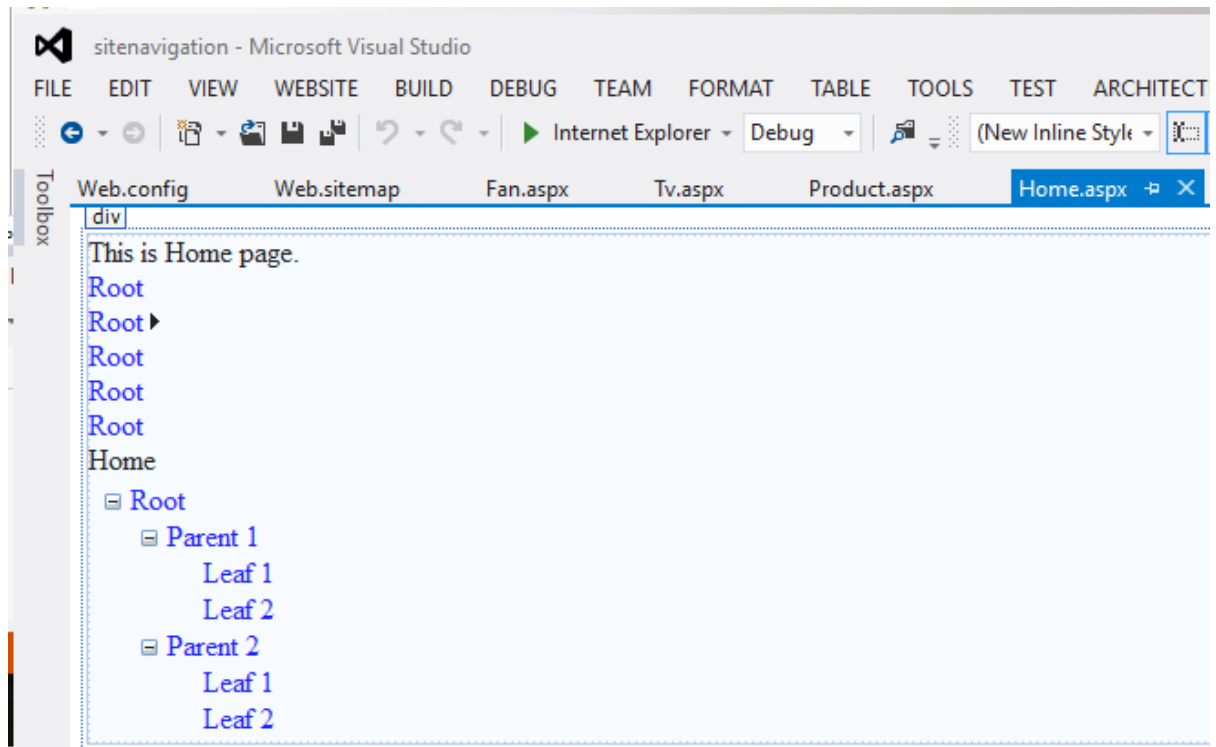 sitenavigation - Microsoft Visual Studio
FILE EDIT VIEW WEBSITE BUILD DEBUG TEAM FORMAT TABLE TOOLS TEST ARCHITECT
Internet Explorer Debug (New Inline Style
Toolbox
Web.config Web.sitemap Fan.aspx Tv.aspx Product.aspx Home.aspx
div
This is Home page.
Root
Root
Root
Root
Root
Home
Root
Parent 1
Leaf 1
Leaf 2
Parent 2
Leaf 1
Leaf 2